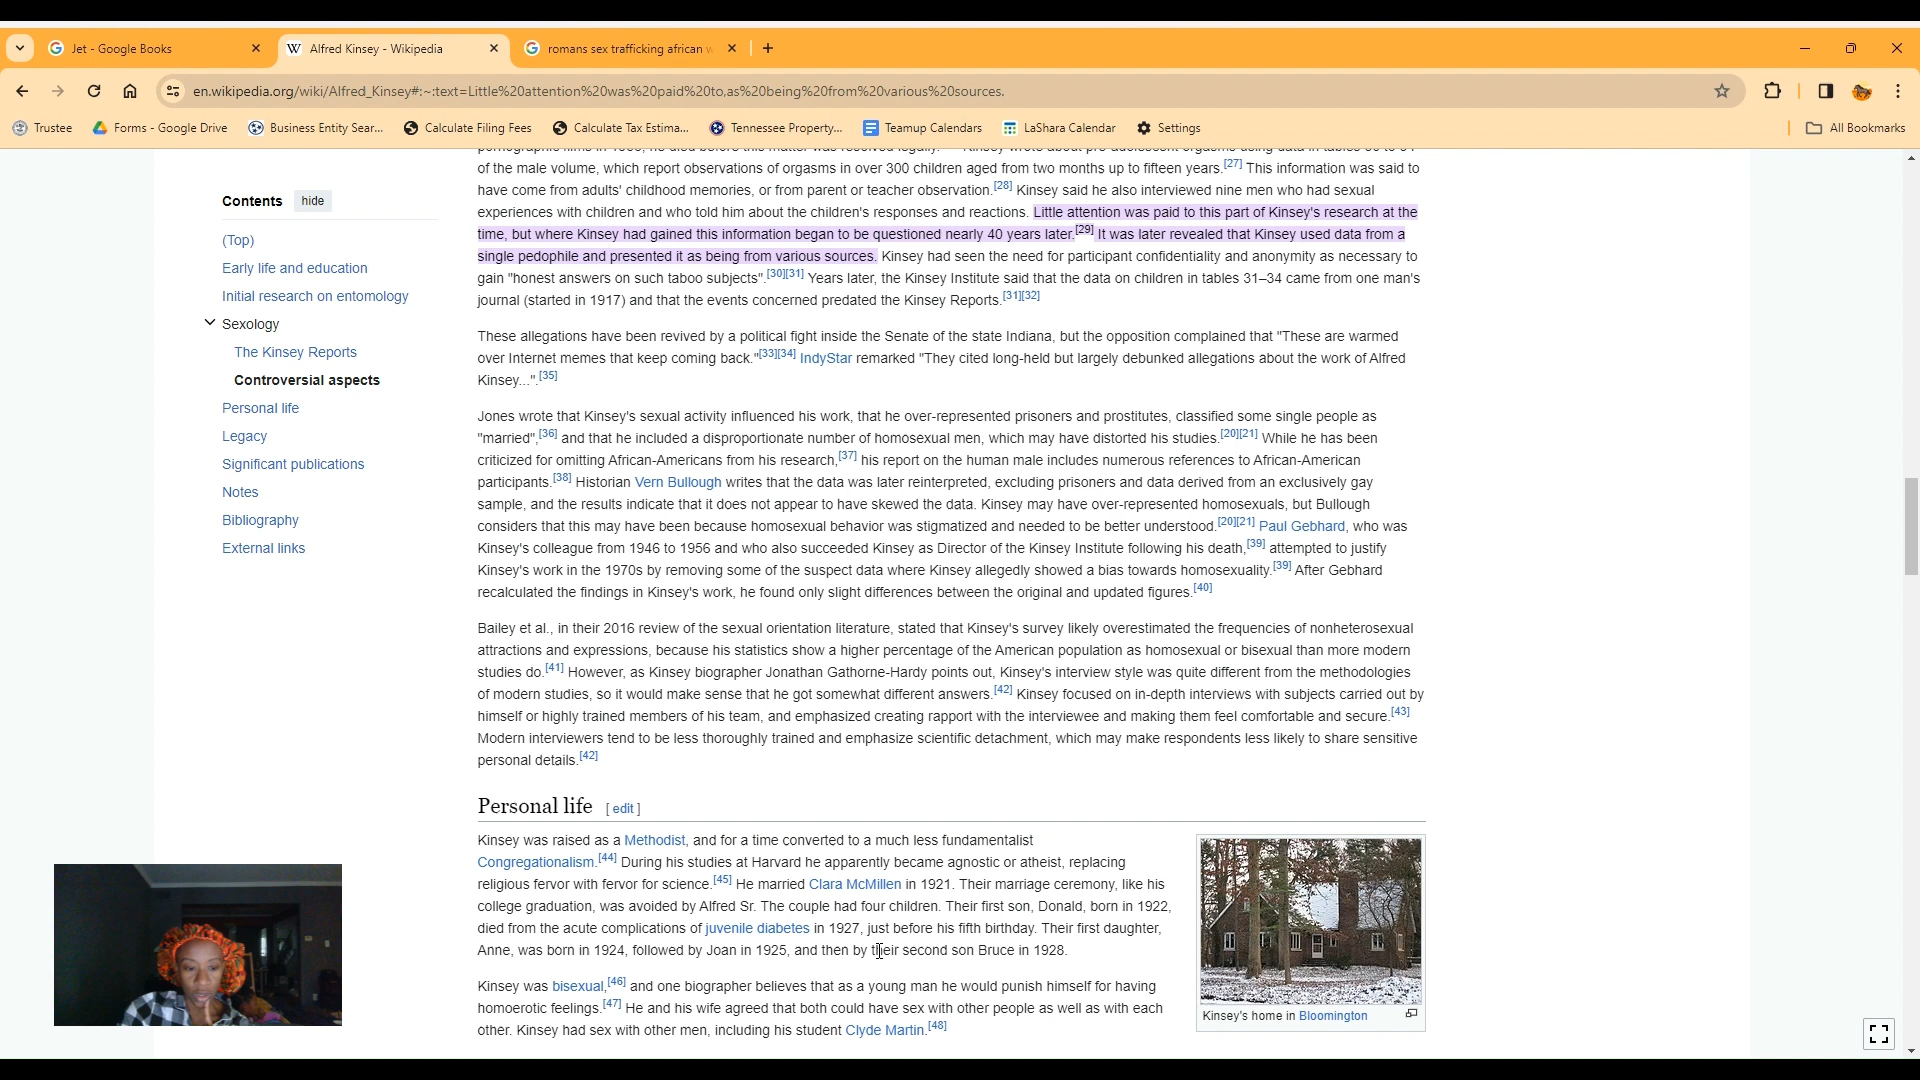 Jet - Google Books
Alfred Kinsey - Wikipedia
romans sex trafficking african w
en.wikipedia.org/wiki/Alfred_Kinsey#:~:text=Little%20attention%20was%20paid%20to,as%20being%20from%20various%20sources.
Trustee
Forms - Google Drive
Business Entity Sear...
Calculate Filing Fees
Calculate Tax Estima...
Tennessee Property...
Teamup Calendars
LaShara Calendar
Settings
All Bookmarks
Contents hide
(Top)
Early life and education
Initial research on entomology
Sexology
The Kinsey Reports
Controversial aspects
Personal life
Legacy
Significant publications
Notes
Bibliography
External links
of the male volume, which report observations of orgasms in over 300 children aged from two months up to fifteen years.[27] This information was said to
have come from adults' childhood memories, or from parent or teacher observation.[28] Kinsey said he also interviewed nine men who had sexual
experiences with children and who told him about the children's responses and reactions. Little attention was paid to this part of Kinsey's research at the
time, but where Kinsey had gained this information began to be questioned nearly 40 years later.[29] It was later revealed that Kinsey used data from a
single pedophile and presented it as being from various sources. Kinsey had seen the need for participant confidentiality and anonymity as necessary to
gain "honest answers on such taboo subjects".[30][31] Years later, the Kinsey Institute said that the data on children in tables 31–34 came from one man's
journal (started in 1917) and that the events concerned predated the Kinsey Reports.[31][32]
These allegations have been revived by a political fight inside the Senate of the state Indiana, but the opposition complained that "These are warmed
over Internet memes that keep coming back."[33][34] IndyStar remarked "They cited long-held but largely debunked allegations about the work of Alfred
Kinsey...".[35]
Jones wrote that Kinsey's sexual activity influenced his work, that he over-represented prisoners and prostitutes, classified some single people as
"married",[36] and that he included a disproportionate number of homosexual men, which may have distorted his studies.[20][21] While he has been
criticized for omitting African-Americans from his research,[37] his report on the human male includes numerous references to African-American
participants.[38] Historian Vern Bullough writes that the data was later reinterpreted, excluding prisoners and data derived from an exclusively gay
sample, and the results indicate that it does not appear to have skewed the data. Kinsey may have over-represented homosexuals, but Bullough
considers that this may have been because homosexual behavior was stigmatized and needed to be better understood.[20][21] Paul Gebhard, who was
Kinsey's colleague from 1946 to 1956 and who also succeeded Kinsey as Director of the Kinsey Institute following his death,[39] attempted to justify
Kinsey's work in the 1970s by removing some of the suspect data where Kinsey allegedly showed a bias towards homosexuality.[39] After Gebhard
recalculated the findings in Kinsey's work, he found only slight differences between the original and updated figures.[40]
Bailey et al., in their 2016 review of the sexual orientation literature, stated that Kinsey's survey likely overestimated the frequencies of nonheterosexual
attractions and expressions, because his statistics show a higher percentage of the American population as homosexual or bisexual than more modern
studies do.[41] However, as Kinsey biographer Jonathan Gathorne-Hardy points out, Kinsey's interview style was quite different from the methodologies
of modern studies, so it would make sense that he got somewhat different answers.[42] Kinsey focused on in-depth interviews with subjects carried out by
himself or highly trained members of his team, and emphasized creating rapport with the interviewee and making them feel comfortable and secure.[43]
Modern interviewers tend to be less thoroughly trained and emphasize scientific detachment, which may make respondents less likely to share sensitive
personal details.[42]
Personal life [ edit ]
Kinsey was raised as a Methodist, and for a time converted to a much less fundamentalist
Congregationalism.[44] During his studies at Harvard he apparently became agnostic or atheist, replacing
religious fervor with fervor for science.[45] He married Clara McMillen in 1921. Their marriage ceremony, like his
college graduation, was avoided by Alfred Sr. The couple had four children. Their first son, Donald, born in 1922,
died from the acute complications of juvenile diabetes in 1927, just before his fifth birthday. Their first daughter,
Anne, was born in 1924, followed by Joan in 1925, and then by their second son Bruce in 1928.
Kinsey was bisexual,[46] and one biographer believes that as a young man he would punish himself for having
homoerotic feelings.[47] He and his wife agreed that both could have sex with other people as well as with each
other. Kinsey had sex with other men, including his student Clyde Martin.[48]
Kinsey's home in Bloomington